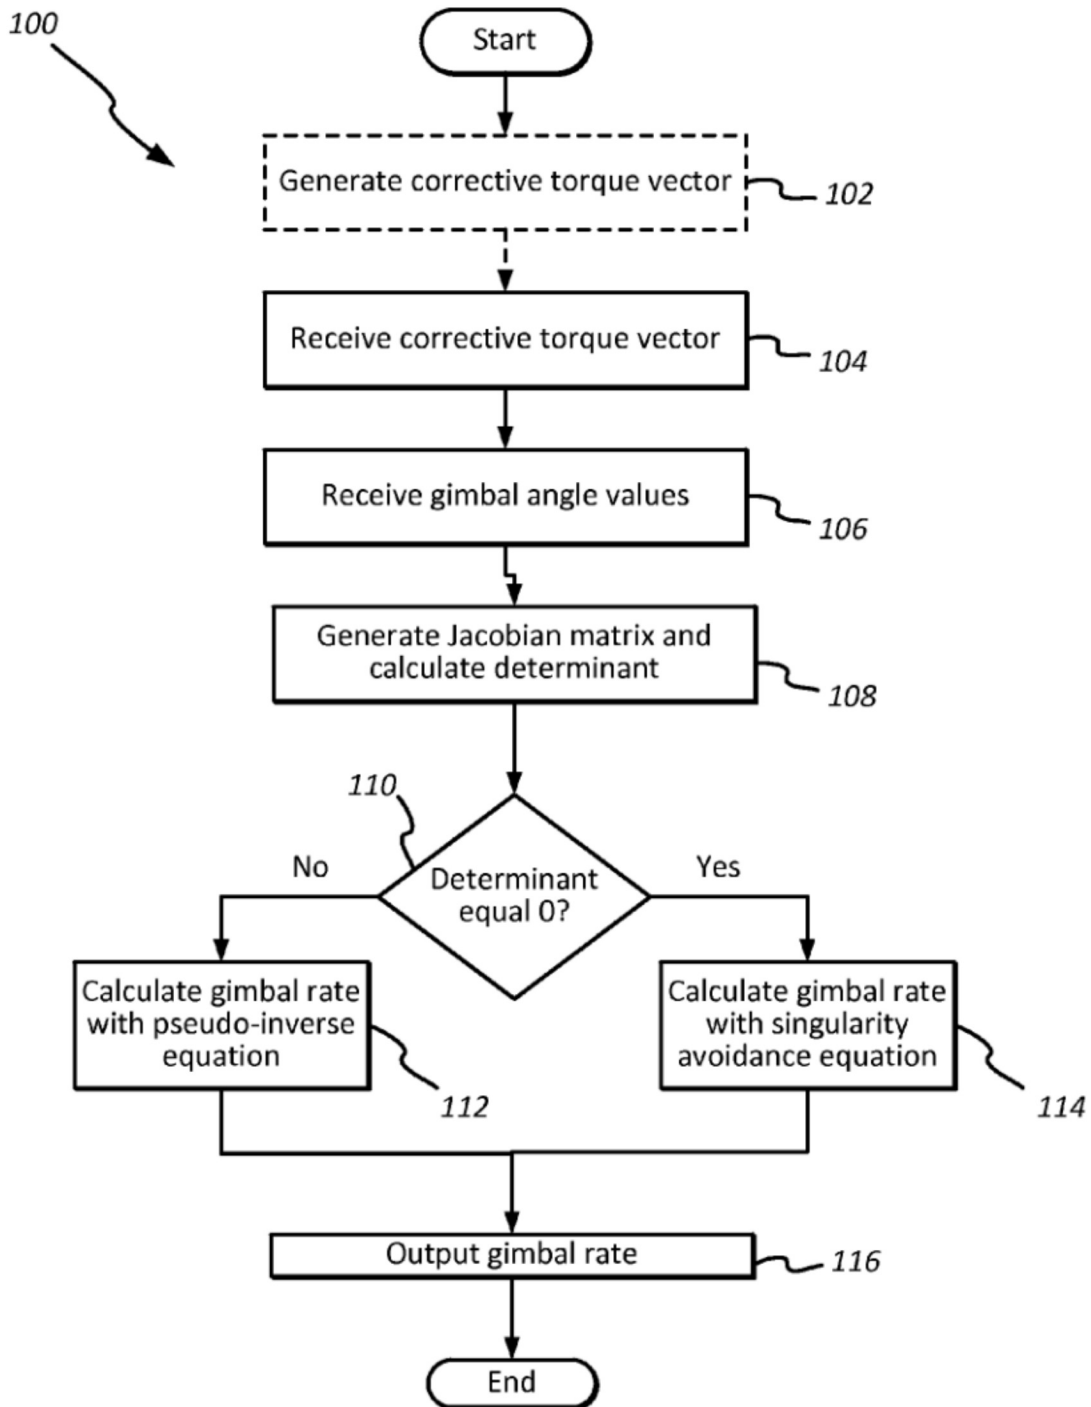 100
Start
Generate corrective torque vector
102
Receive corrective torque vector
104
Receive gimbal angle values
106
Generate Jacobian matrix and
calculate determinant
108
110
No
Determinant
equal 0?
Yes
Calculate gimbal rate
with pseudo-inverse
equation
112
Calculate gimbal rate
with singularity
avoidance equation
114
Output gimbal rate
116
End